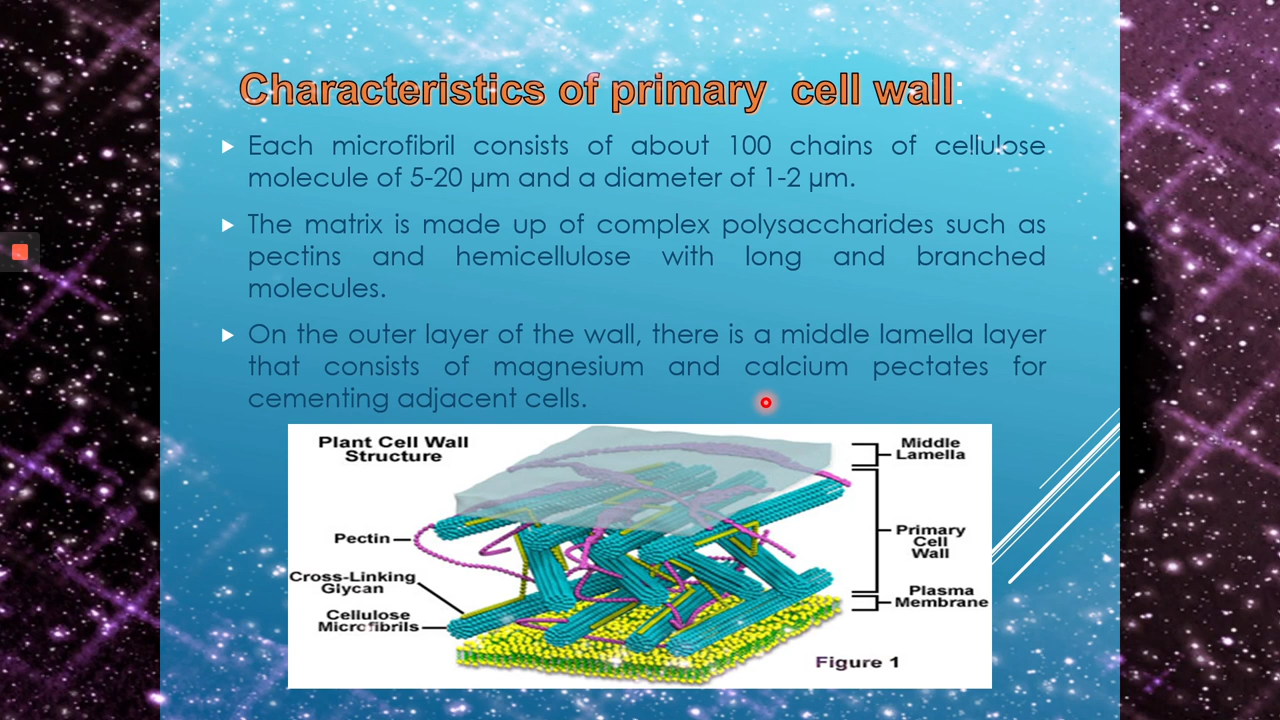 Characteristics of primary cell wall:
Each microfibril consists of about 100 chains of cellulose
molecule of 5-20 µm and a diameter of 1-2 µm.
The matrix is made up of complex polysaccharides such as
pectins and hemicellulose with long and branched
molecules.
On the outer layer of the wall, there is a middle lamella layer
that consists of magnesium and calcium pectates for
cementing adjacent cells.
Plant Cell Wall
Structure
Pectin
Cross-Linking
Glycan
Cellulose
Microfibrils
Middle
Lamella
Primary
Cell
Wall
Plasma
Membrane
Figure 1